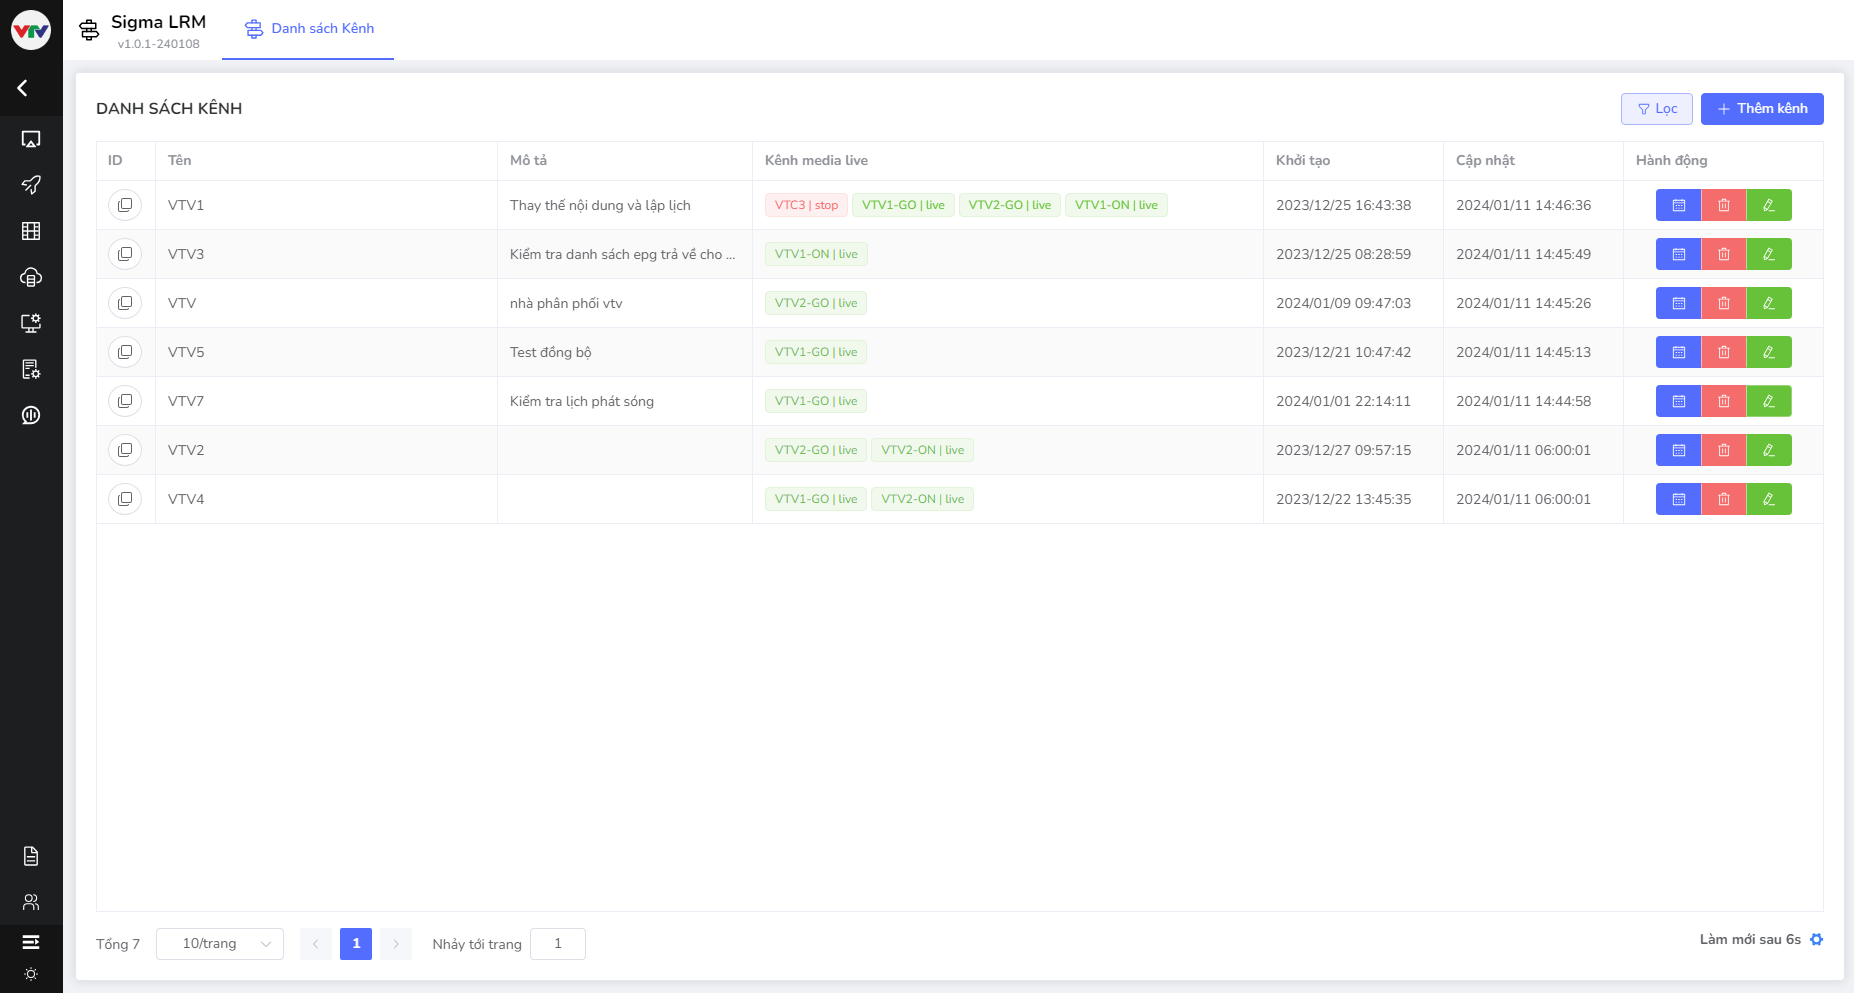 VTV
Sigma LRM
v1.0.1-240108
Danh sách Kênh
DANH SÁCH KÊNH
Lọc
Thêm kênh
ID Tên Mô tả Kênh media live Khởi tạo Cập nhật Hành động
VTV1 Thay thế nội dung và lập lịch VTC3 | stop VTV1-GO | live VTV2-GO | live VTV1-ON | live 2023/12/25 16:43:38 2024/01/11 14:46:36
VTV3 Kiểm tra danh sách epg trả về cho ... VTV1-ON | live 2023/12/25 08:28:59 2024/01/11 14:45:49
VTV nhà phân phối vtv VTV2-GO | live 2024/01/09 09:47:03 2024/01/11 14:45:26
VTV5 Test đồng bộ VTV1-GO | live 2023/12/21 10:47:42 2024/01/11 14:45:13
VTV7 Kiểm tra lịch phát sóng VTV1-GO | live 2024/01/01 22:14:11 2024/01/11 14:44:58
VTV2 VTV2-GO | live VTV2-ON | live 2023/12/27 09:57:15 2024/01/11 06:00:01
VTV4 VTV1-GO | live VTV2-ON | live 2023/12/22 13:45:35 2024/01/11 06:00:01
Tổng 7 10/trang 1 Nhảy tới trang 1 Làm mới sau 6s